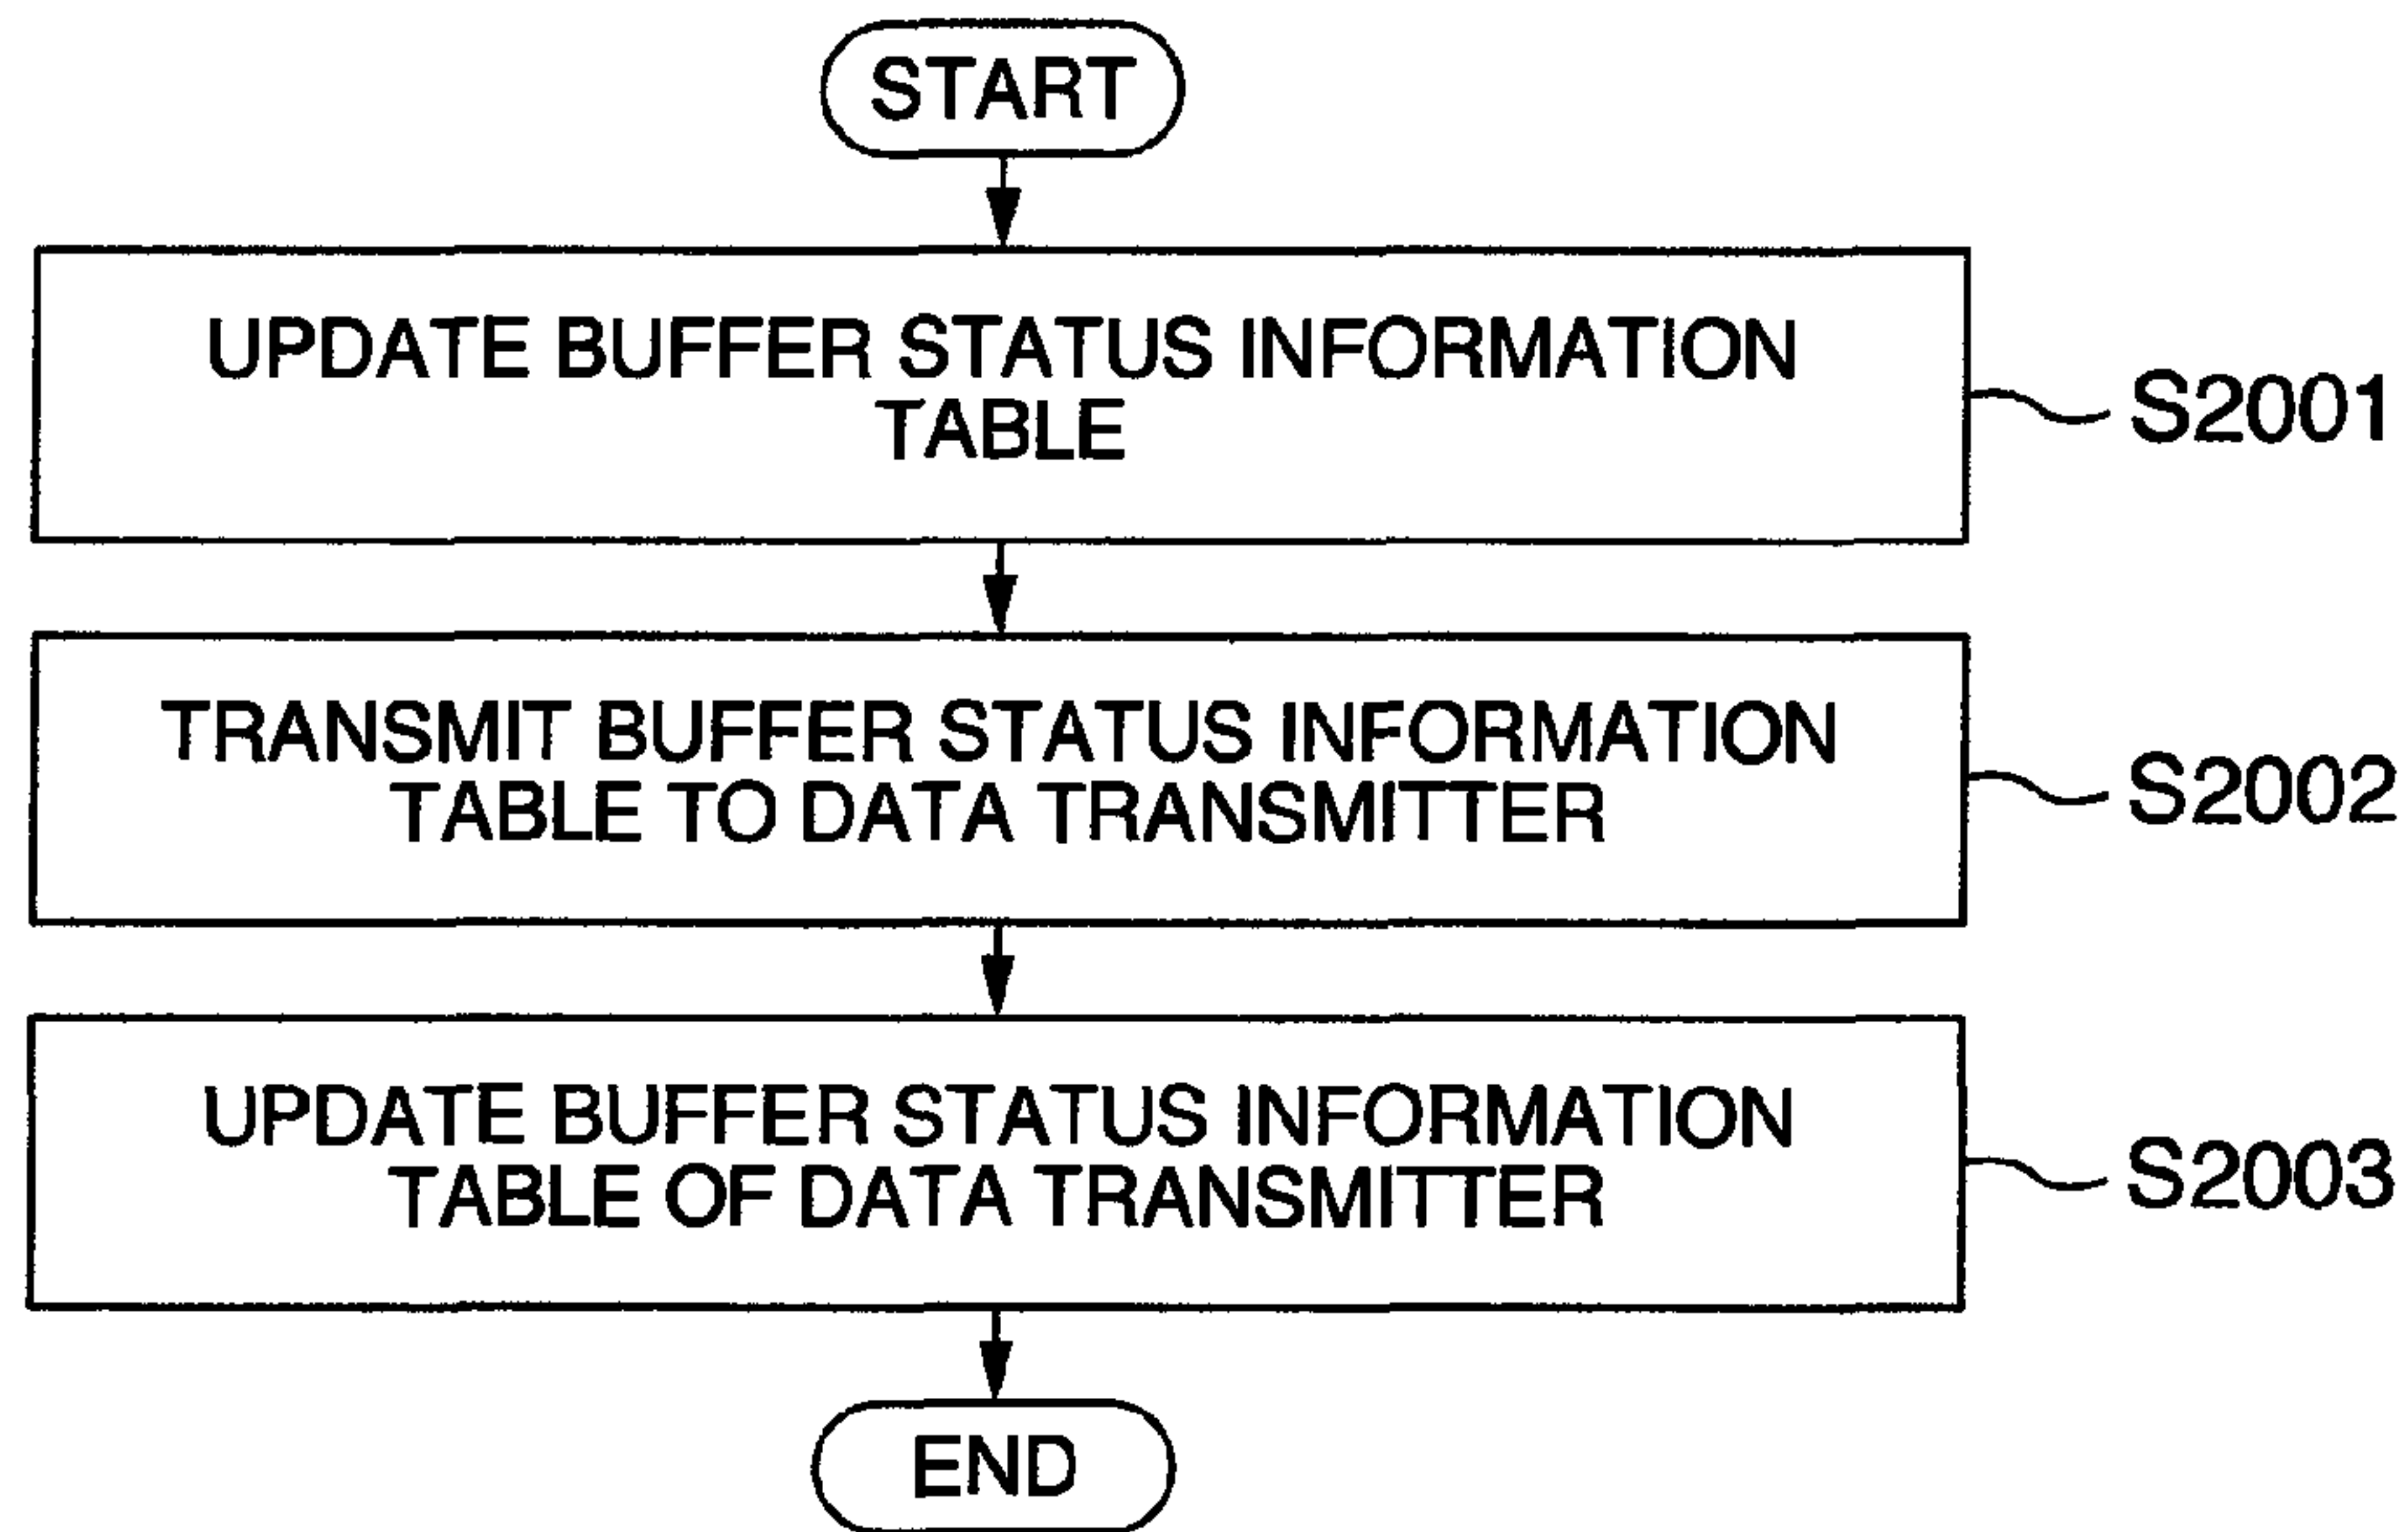 START
UPDATE BUFFER STATUS INFORMATION
TABLE
S2001
TRANSMIT BUFFER STATUS INFORMATION
TABLE TO DATA TRANSMITTER
S2002
UPDATE BUFFER STATUS INFORMATION
TABLE OF DATA TRANSMITTER
S2003
END